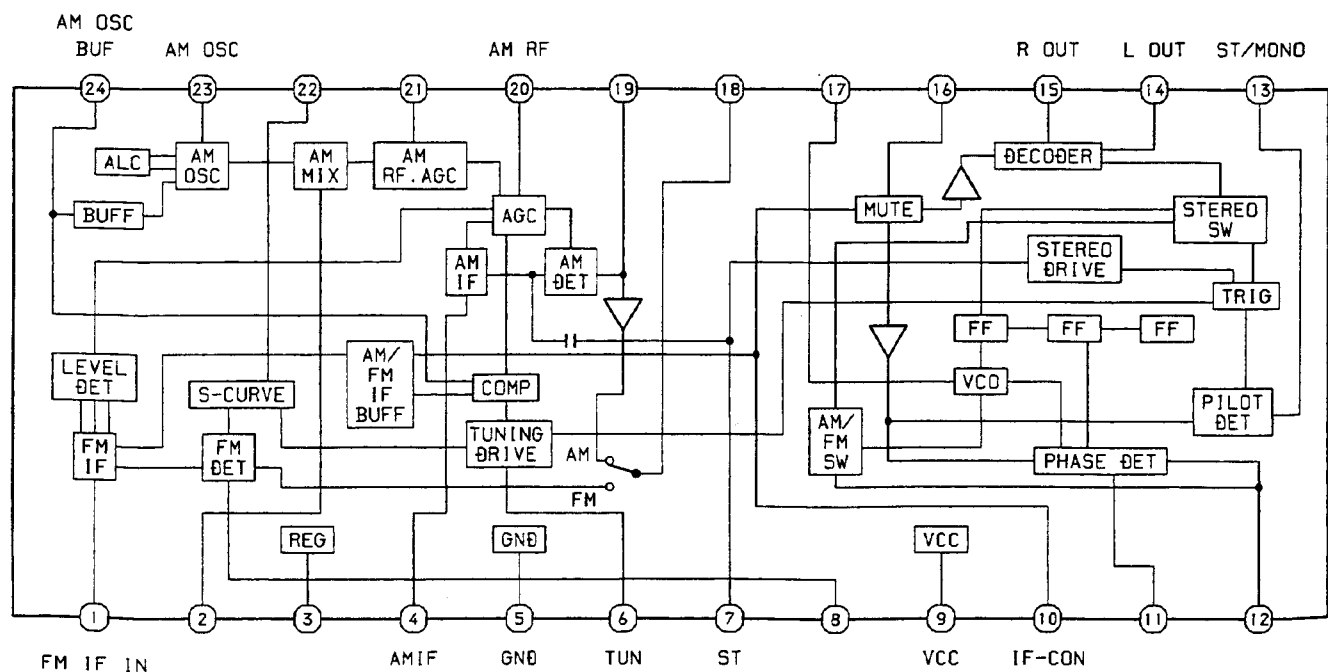 AM OSC
BUF
AM OSC
AM RF
R OUT
L OUT
ST/MONO
24
23
22
21
20
19
18
17
16
15
14
13
ALC
AM
OSC
AM
MIX
AM
RF.AGC
DECODER
BUFF
AGC
MUTE
STEREO
SW
AM
IF
AM
DET
STEREO
DRIVE
TRIG
FF
FF
FF
LEVEL
DET
S-CURVE
AM/
FM
IF
BUFF
COMP
VCO
PILOT
DET
FM
IF
FM
DET
TUNING
DRIVE
AM
FM
AM/
FM
SW
PHASE DET
REG
GND
VCC
1
2
3
4
5
6
7
8
9
10
11
12
FM IF IN
AMIF
GND
TUN
ST
VCC
IF-CON